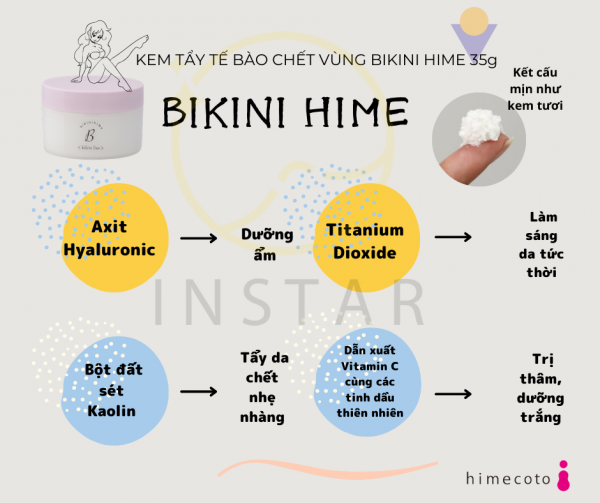 KEM TẨY TẾ BÀO CHẾT VÙNG BIKINI HIME 35g
BIKINI HIME
Kết cấu
mịn như
kem tươi
B
Axit
Hyaluronic
Dưỡng
ẩm
Titanium
Dioxide
Làm
sáng
da tức
thời
INSTAR
Bột đất
sét
Kaolin
Tẩy da
chết
nhẹ
nhàng
Dẫn xuất
Vitamin C
cùng các
tinh dầu
thiên nhiên
Trị
thâm,
dưỡng
trắng
himecoto